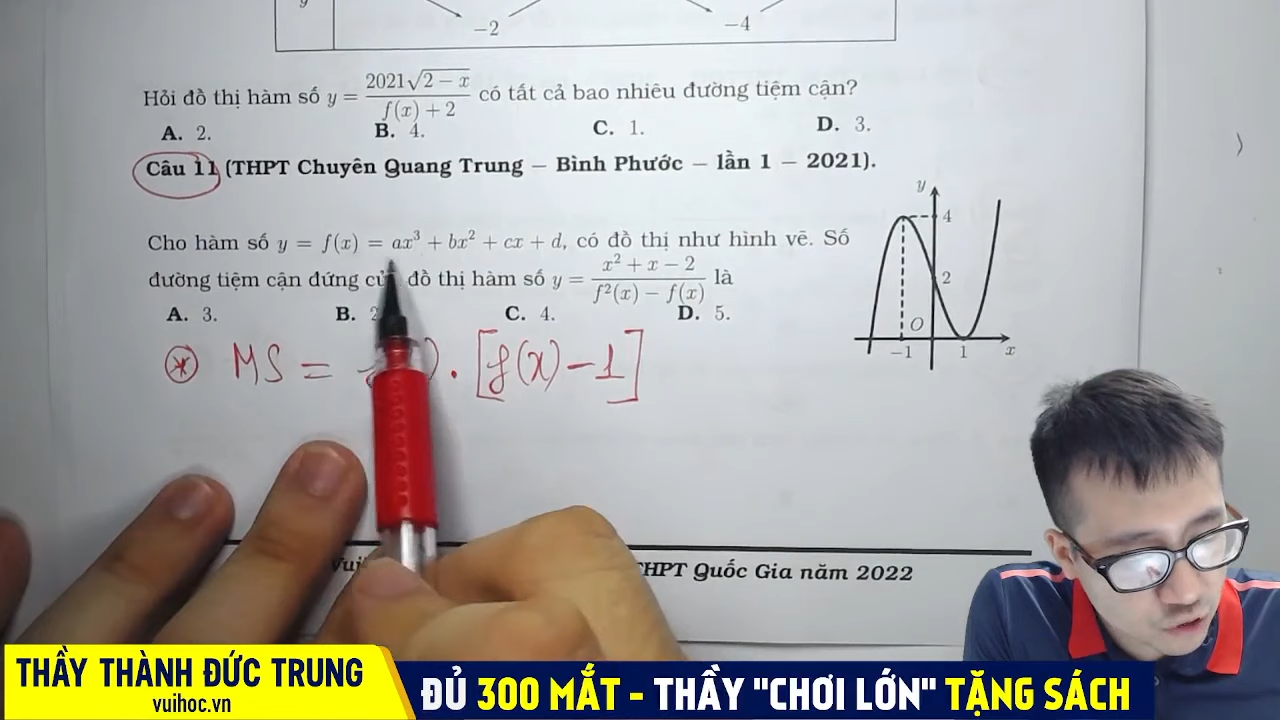 y
−2
−4
Hỏi đồ thị hàm số y = 2021√(2 − x) / (f(x) + 2) có tất cả bao nhiêu đường tiệm cận?
A. 2. B. 4. C. 1. D. 3.
Câu 11 (THPT Chuyên Quang Trung − Bình Phước − lần 1 − 2021).
Cho hàm số y = f(x) = ax³ + bx² + cx + d, có đồ thị như hình vẽ. Số
đường tiệm cận đứng của đồ thị hàm số y = (x² + x − 2) / (f²(x) − f(x)) là
A. 3. B. 2 C. 4. D. 5.
y
4
2
O
−1 1 x
* MS = ) . [f(x) − 1]
THPT Quốc Gia năm 2022
THẦY THÀNH ĐỨC TRUNG
vuihoc.vn
ĐỦ 300 MẮT - THẦY "CHƠI LỚN" TẶNG SÁCH